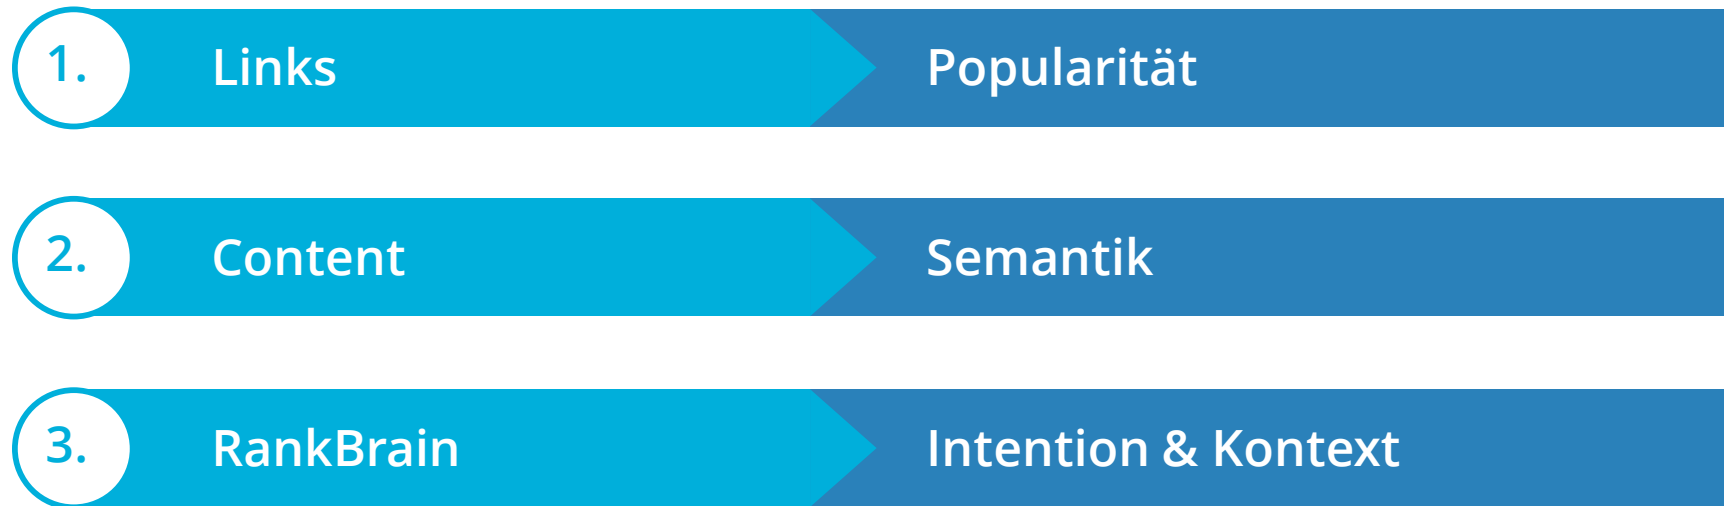 1. Links Popularität
2. Content Semantik
3. RankBrain Intention & Kontext